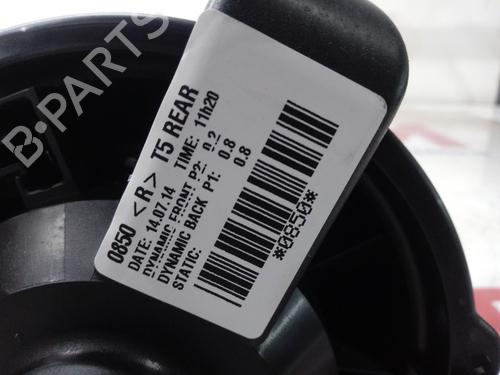 0850 <R> T5 REAR
DATE: 14.07.14 TIME: 11h20
DYNAMIC FRONT P2: 0.2
DYNAMIC BACK P1: 0.8
STATIC: 0.8
*0850*
B-PARTS